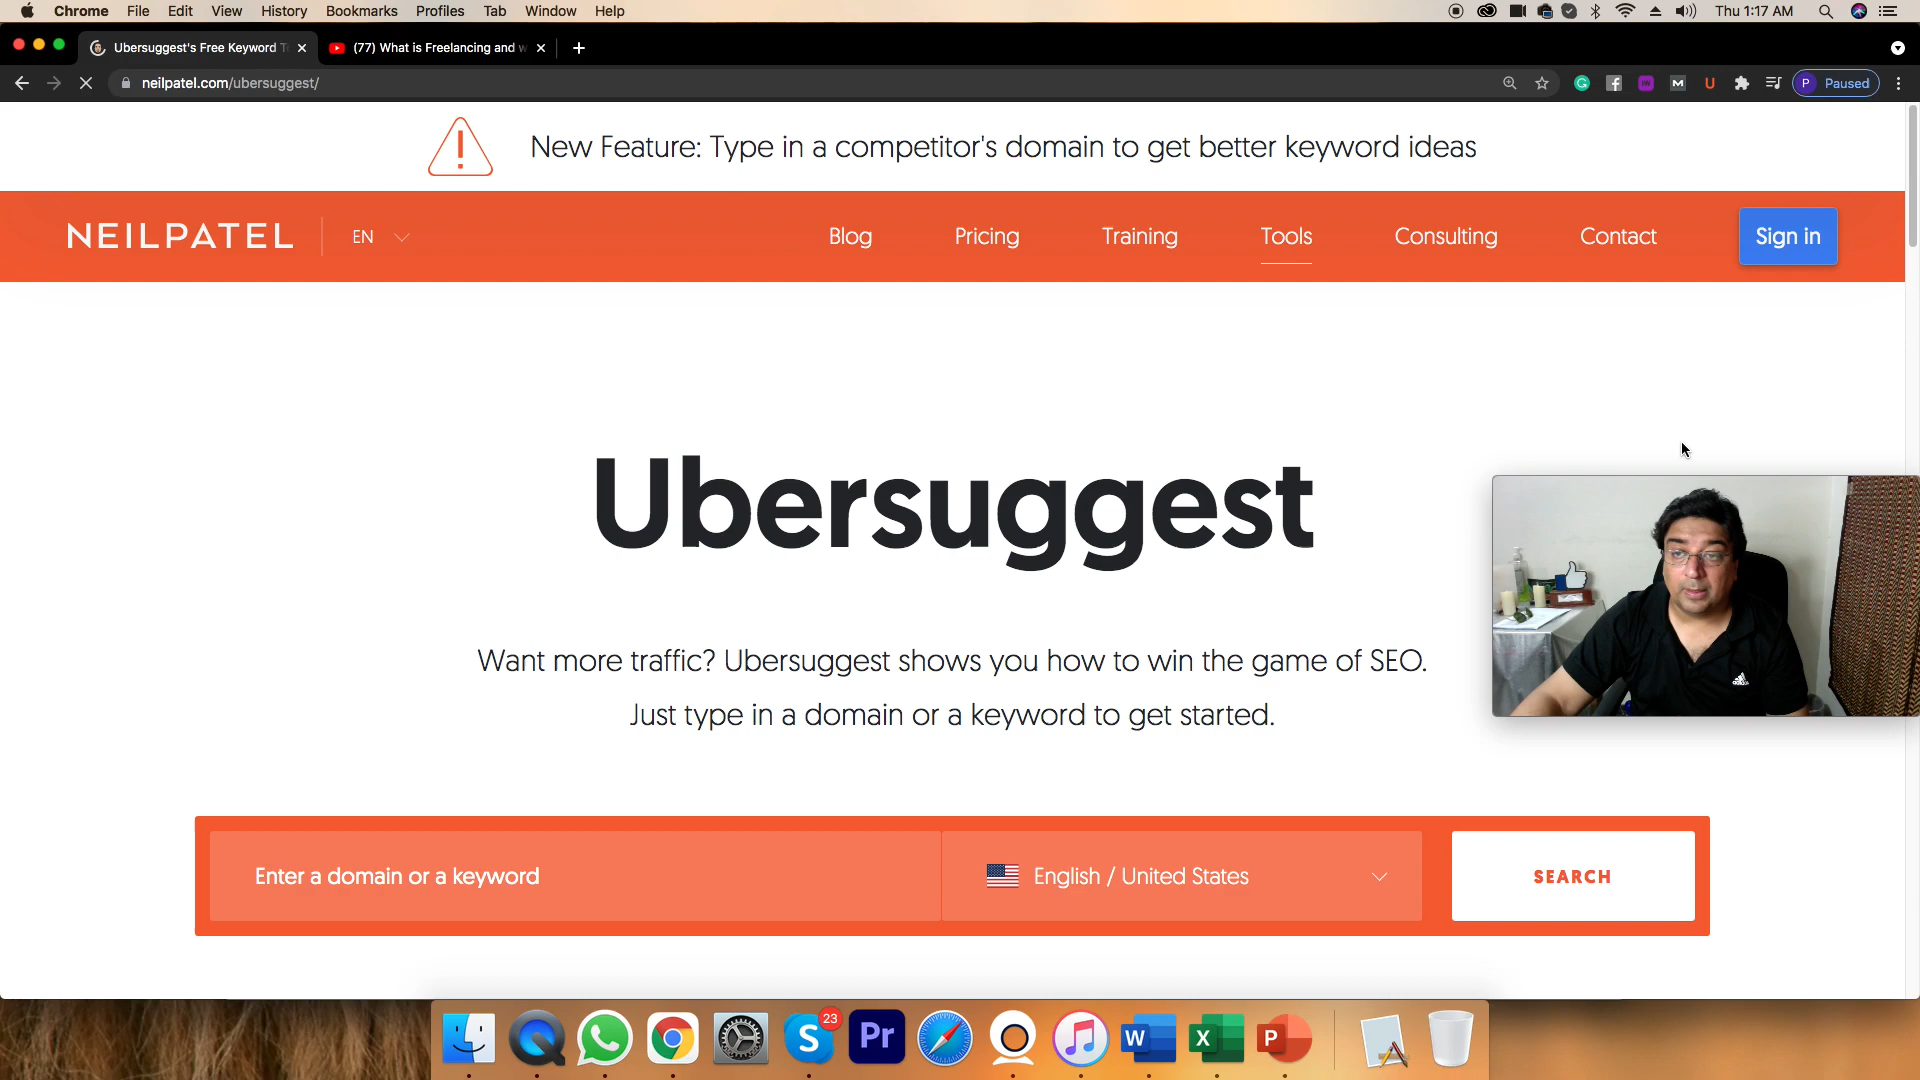 Chrome File Edit View History Bookmarks Profiles Tab Window Help
Thu 1:17 AM
Ubersuggest's Free Keyword T
(77) What is Freelancing and w
neilpatel.com/ubersuggest/
P Paused
New Feature: Type in a competitor's domain to get better keyword ideas
NEILPATEL EN Blog Pricing Training Tools Consulting Contact Sign in
Ubersuggest
Want more traffic? Ubersuggest shows you how to win the game of SEO.
Just type in a domain or a keyword to get started.
adidas
Enter a domain or a keyword English / United States SEARCH
23
S Pr W X P